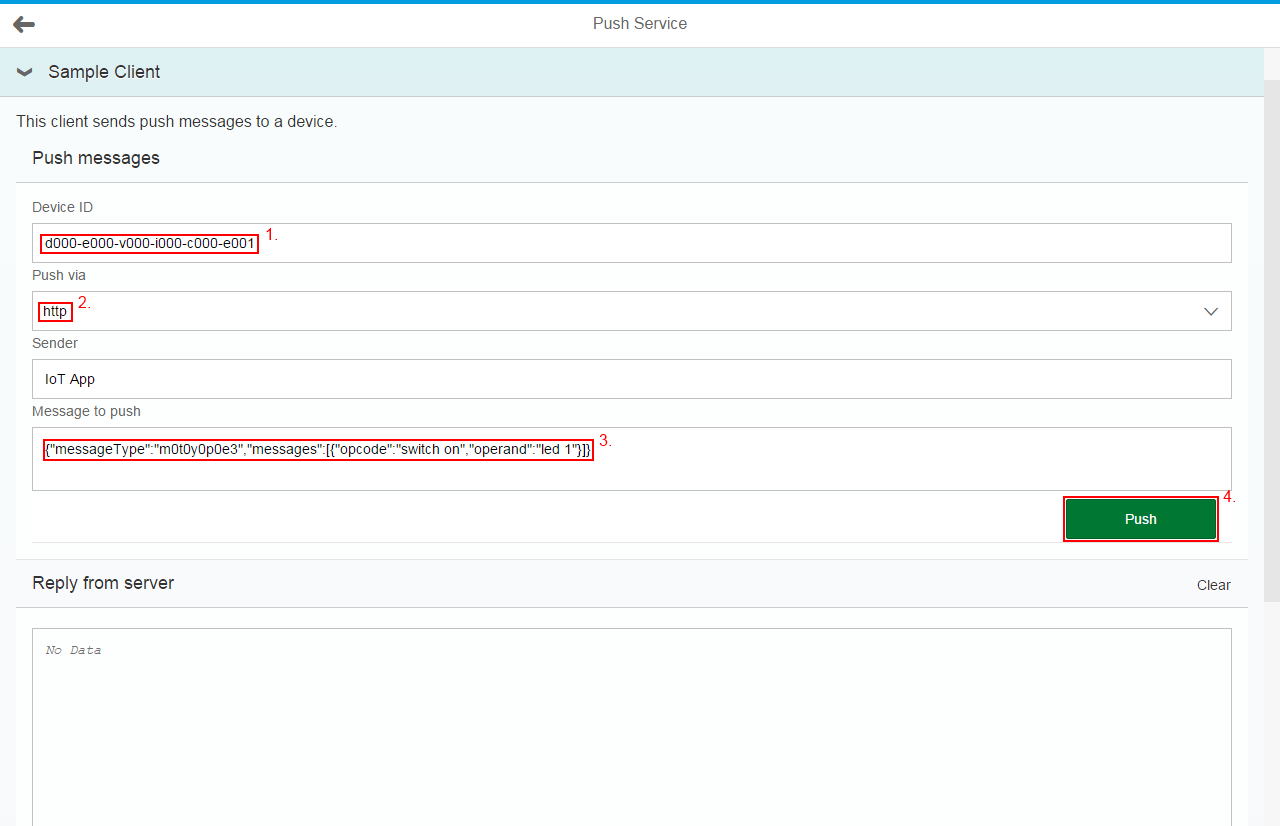 Push Service
Sample Client
This client sends push messages to a device.
Push messages
Device ID
d000-e000-v000-i000-c000-e001 1.
Push via
http 2.
Sender
IoT App
Message to push
{"messageType":"m0t0y0p0e3","messages":[{"opcode":"switch on","operand":"led 1"}]} 3.
Push 4.
Reply from server Clear
No Data